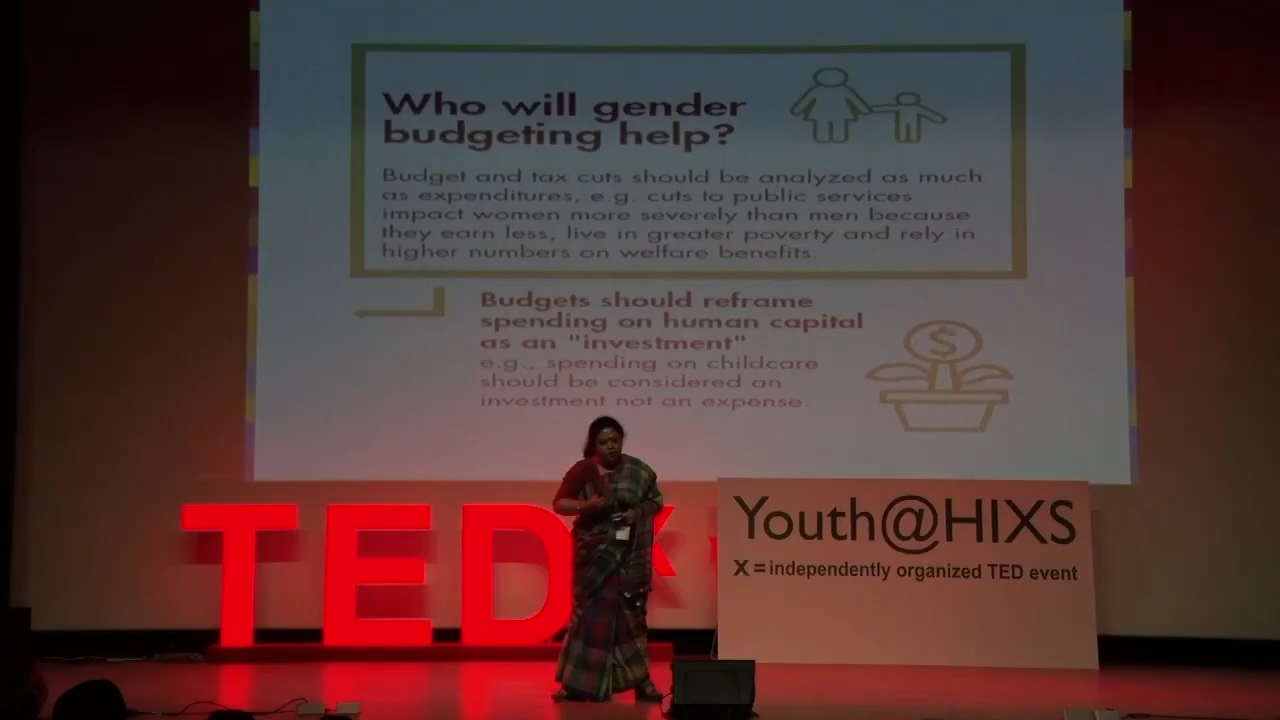 Who will gender
budgeting help?
Budget and tax cuts should be analyzed as much
as expenditures, e.g. cuts to public services
impact women more severely than men because
they earn less, live in greater poverty and rely in
higher numbers on welfare benefits.
Budgets should reframe
spending on human capital
as an "investment"
e.g., spending on childcare
should be considered an
investment not an expense.
$
TEDx
Youth@HIXS
X = independently organized TED event